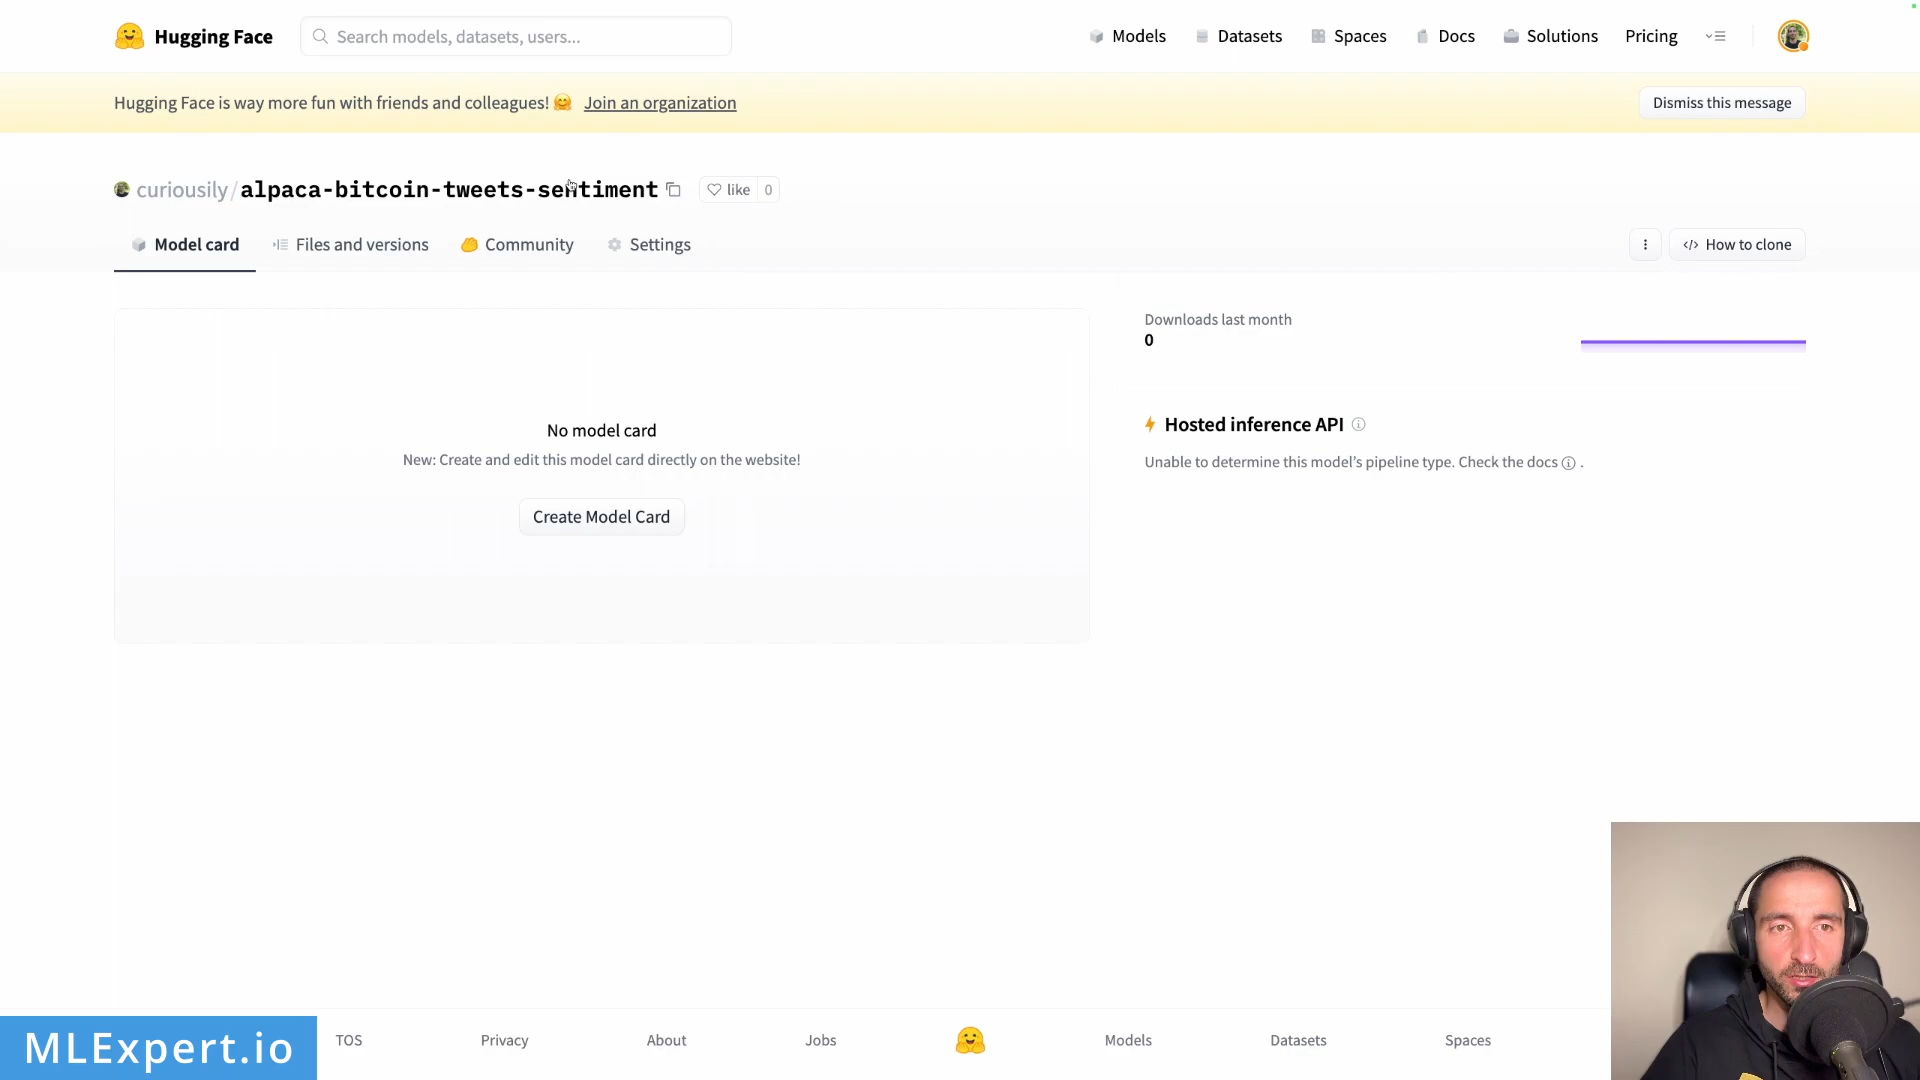 Hugging Face
Search models, datasets, users...
Models
Datasets
Spaces
Docs
Solutions
Pricing
Hugging Face is way more fun with friends and colleagues! 🤗 Join an organization
Dismiss this message
curiousily/alpaca-bitcoin-tweets-sentiment
like 0
Model card
Files and versions
Community
Settings
How to clone
No model card
New: Create and edit this model card directly on the website!
Create Model Card
Downloads last month
0
Hosted inference API
Unable to determine this model's pipeline type. Check the docs .
MLExpert.io
TOS
Privacy
About
Jobs
Models
Datasets
Spaces